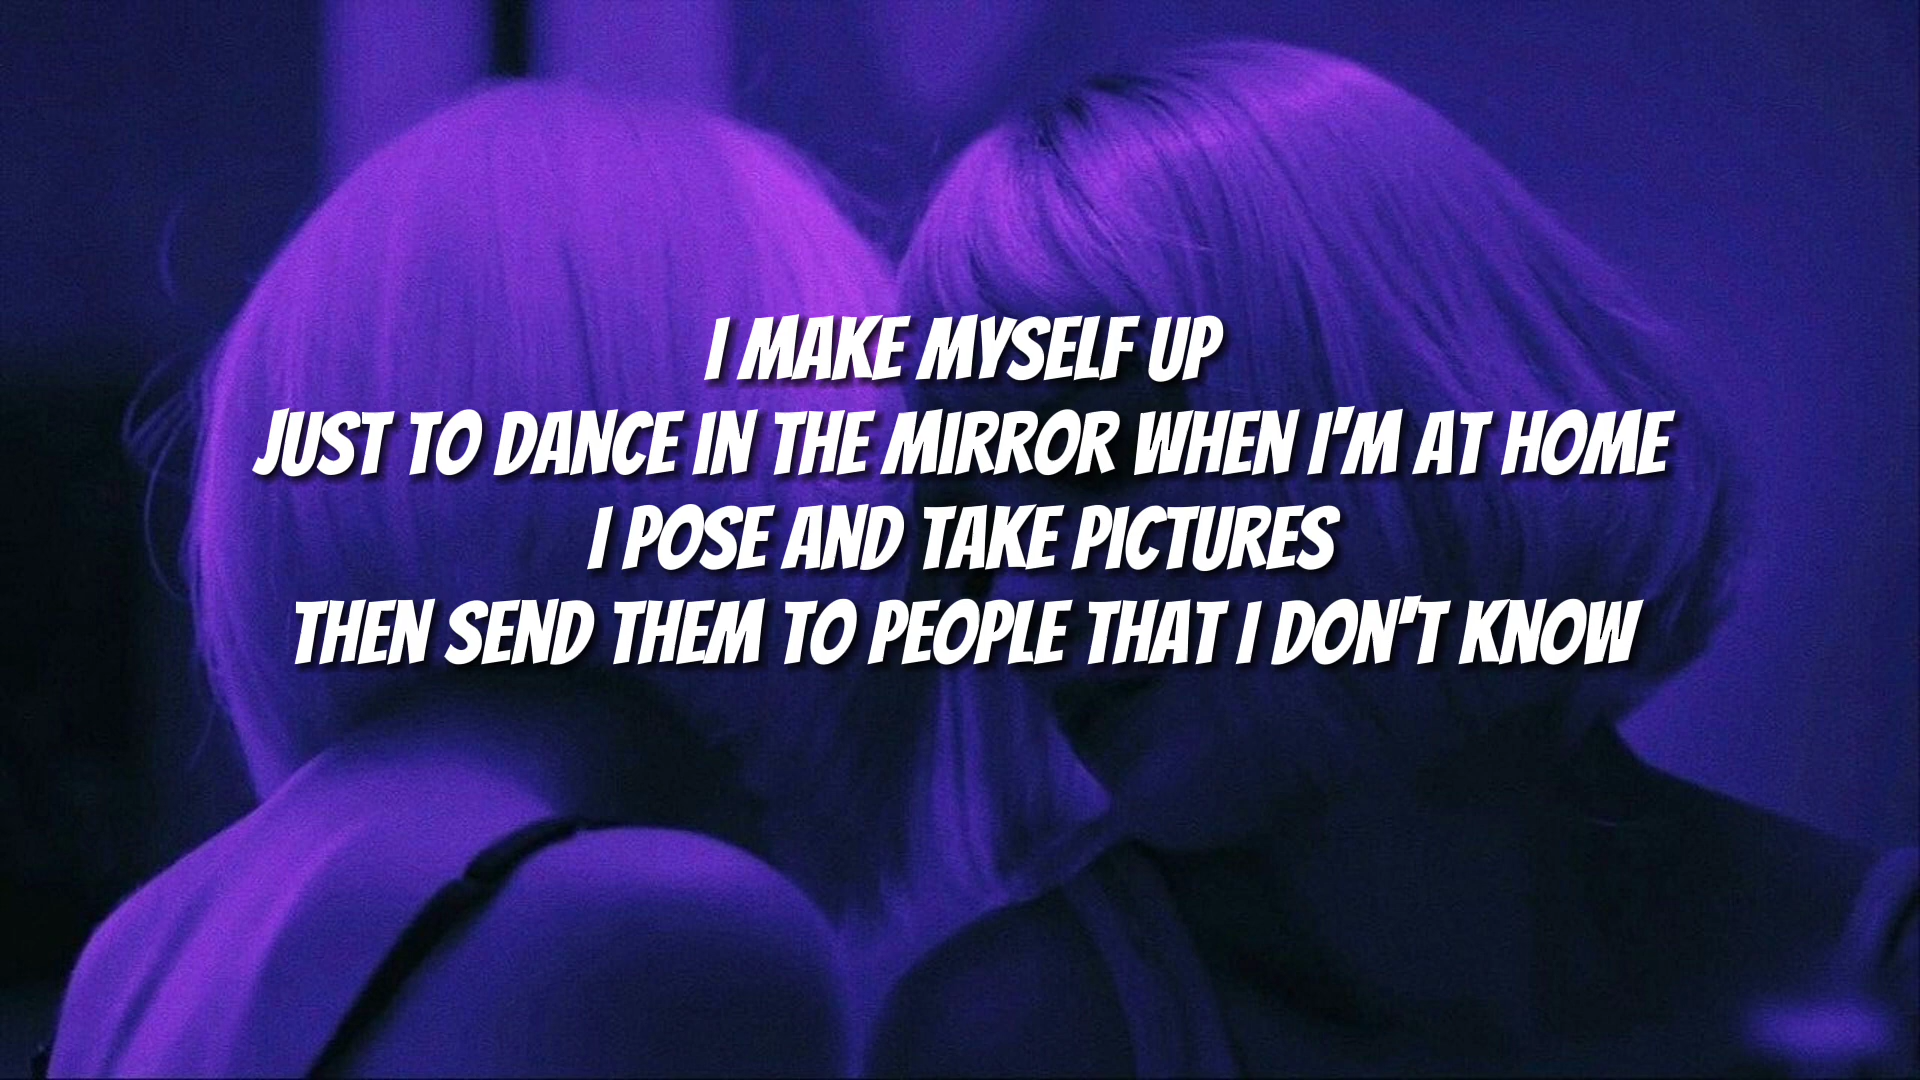 I MAKE MYSELF UP
JUST TO DANCE IN THE MIRROR WHEN I'M AT HOME
I POSE AND TAKE PICTURES
THEN SEND THEM TO PEOPLE THAT I DON'T KNOW